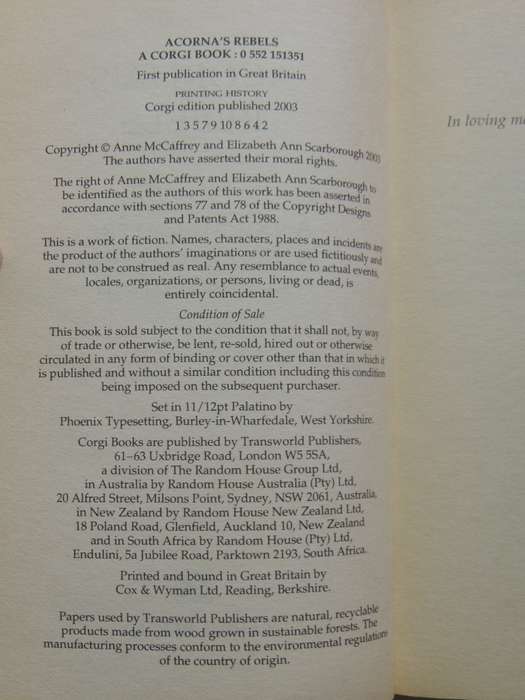 ACORNA'S REBELS
A CORGI BOOK : 0 552 151351
First publication in Great Britain
PRINTING HISTORY
Corgi edition published 2003
1 3 5 7 9 10 8 6 4 2
Copyright © Anne McCaffrey and Elizabeth Ann Scarborough 2003
The authors have asserted their moral rights.
The right of Anne McCaffrey and Elizabeth Ann Scarborough to
be identified as the authors of this work has been asserted in
accordance with sections 77 and 78 of the Copyright Designs
and Patents Act 1988.
This is a work of fiction. Names, characters, places and incidents are
the product of the authors' imaginations or are used fictitiously and
are not to be construed as real. Any resemblance to actual events,
locales, organizations, or persons, living or dead, is
entirely coincidental.
Condition of Sale
This book is sold subject to the condition that it shall not, by way
of trade or otherwise, be lent, re-sold, hired out or otherwise
circulated in any form of binding or cover other than that in which it
is published and without a similar condition including this condition
being imposed on the subsequent purchaser.
Set in 11/12pt Palatino by
Phoenix Typesetting, Burley-in-Wharfedale, West Yorkshire.
Corgi Books are published by Transworld Publishers,
61–63 Uxbridge Road, London W5 5SA,
a division of The Random House Group Ltd,
in Australia by Random House Australia (Pty) Ltd,
20 Alfred Street, Milsons Point, Sydney, NSW 2061, Australia,
in New Zealand by Random House New Zealand Ltd,
18 Poland Road, Glenfield, Auckland 10, New Zealand
and in South Africa by Random House (Pty) Ltd,
Endulini, 5a Jubilee Road, Parktown 2193, South Africa.
Printed and bound in Great Britain by
Cox & Wyman Ltd, Reading, Berkshire.
Papers used by Transworld Publishers are natural, recyclable
products made from wood grown in sustainable forests. The
manufacturing processes conform to the environmental regulations
of the country of origin.
In loving